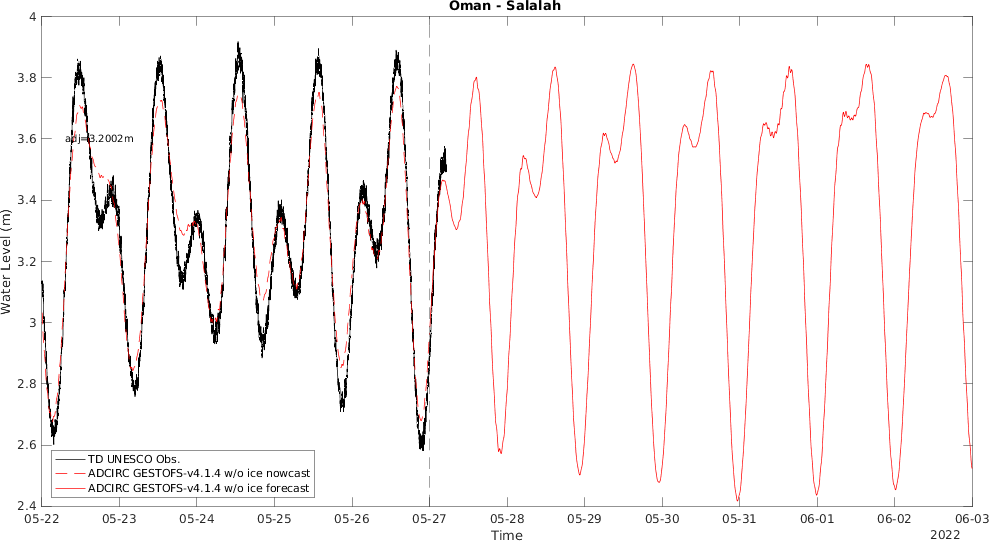 Oman - Salalah
4
3.8
3.6
3.4
3.2
3
2.8
2.6
2.4
Water Level (m)
adj=3.2002m
TD UNESCO Obs.
ADCIRC GESTOFS-v4.1.4 w/o ice nowcast
ADCIRC GESTOFS-v4.1.4 w/o ice forecast
05-22 05-23 05-24 05-25 05-26 05-27 05-28 05-29 05-30 05-31 06-01 06-02 06-03
Time
2022